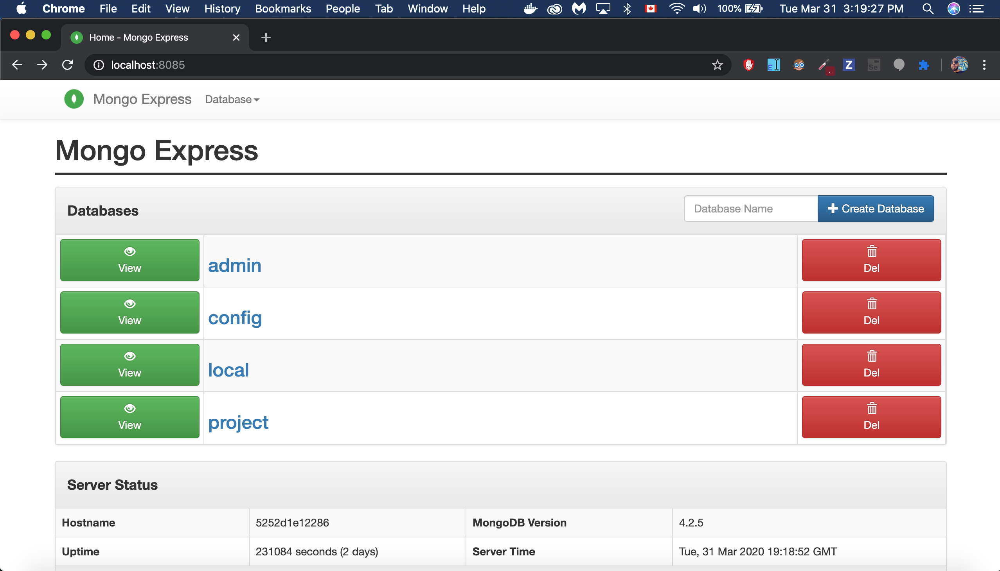 Chrome File Edit View History Bookmarks People Tab Window Help 100% Tue Mar 31 3:19:27 PM
Home - Mongo Express
localhost:8085
Mongo Express Database
Mongo Express
Databases Database Name Create Database
View admin Del
View config Del
View local Del
View project Del
Server Status
Hostname 5252d1e12286 MongoDB Version 4.2.5
Uptime 231084 seconds (2 days) Server Time Tue, 31 Mar 2020 19:18:52 GMT